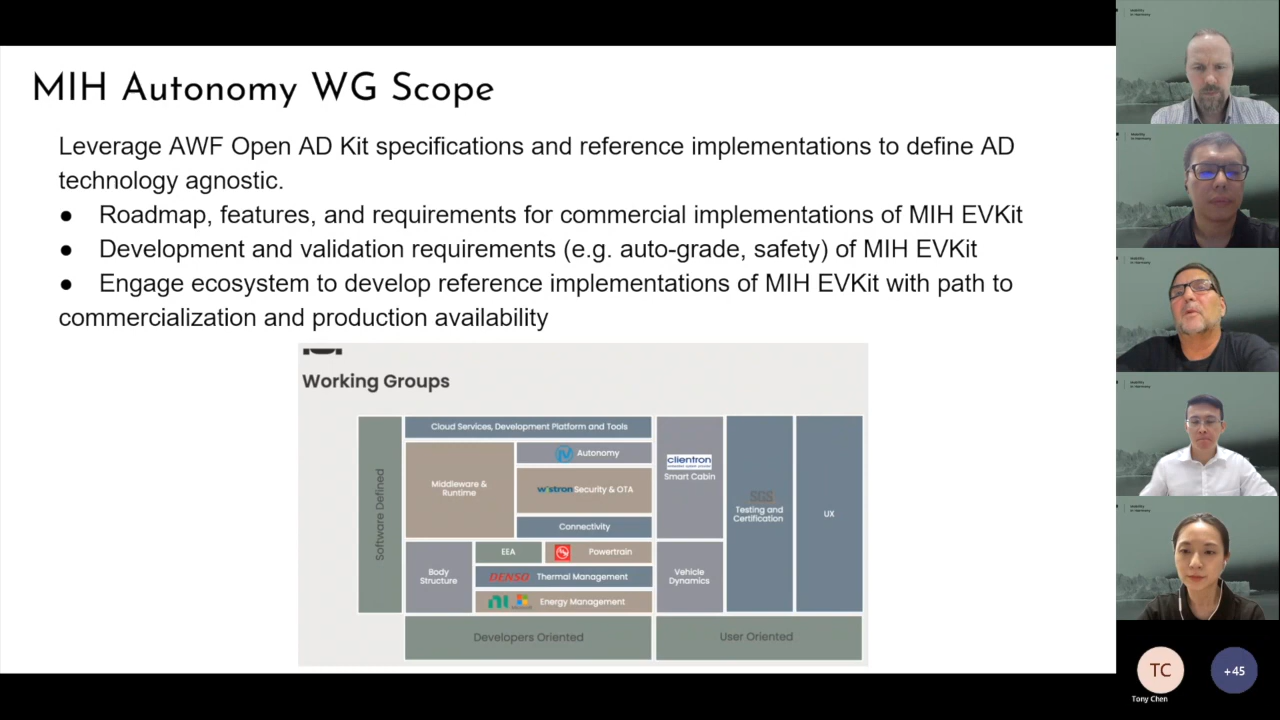 MIH Autonomy WG Scope
Leverage AWF Open AD Kit specifications and reference implementations to define AD
technology agnostic.
● Roadmap, features, and requirements for commercial implementations of MIH EVKit
● Development and validation requirements (e.g. auto-grade, safety) of MIH EVKit
● Engage ecosystem to develop reference implementations of MIH EVKit with path to
commercialization and production availability
Working Groups
Software Defined
Cloud Services, Development Platform and Tools
Middleware &
Runtime
Autonomy
wistron Security & OTA
Connectivity
Body
Structure
EEA
Powertrain
DENSO Thermal Management
Energy Management
clientron
Smart Cabin
Vehicle
Dynamics
SGS
Testing and
Certification
UX
Developers Oriented
User Oriented
TC
Tony Chen
+45